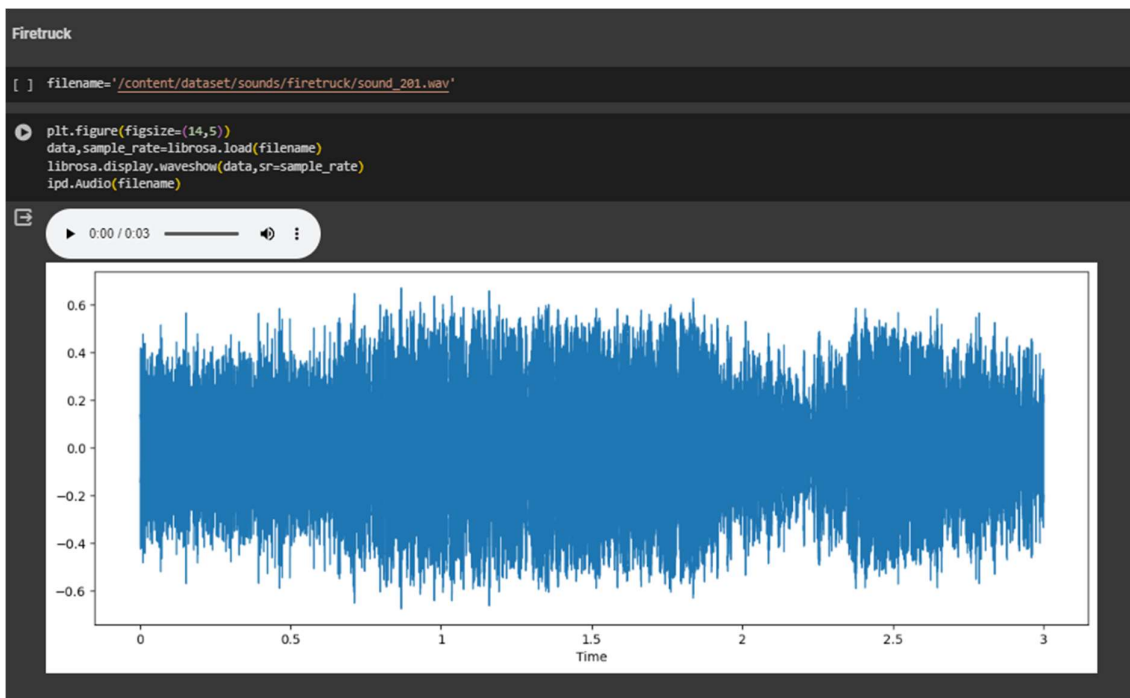 Firetruck
[ ] filename='/content/dataset/sounds/firetruck/sound_201.wav'
plt.figure(figsize=(14,5))
data,sample_rate=librosa.load(filename)
librosa.display.waveshow(data,sr=sample_rate)
ipd.Audio(filename)
0:00 / 0:03
0.6
0.4
0.2
0.0
−0.2
−0.4
−0.6
0 0.5 1 1.5 2 2.5 3
Time